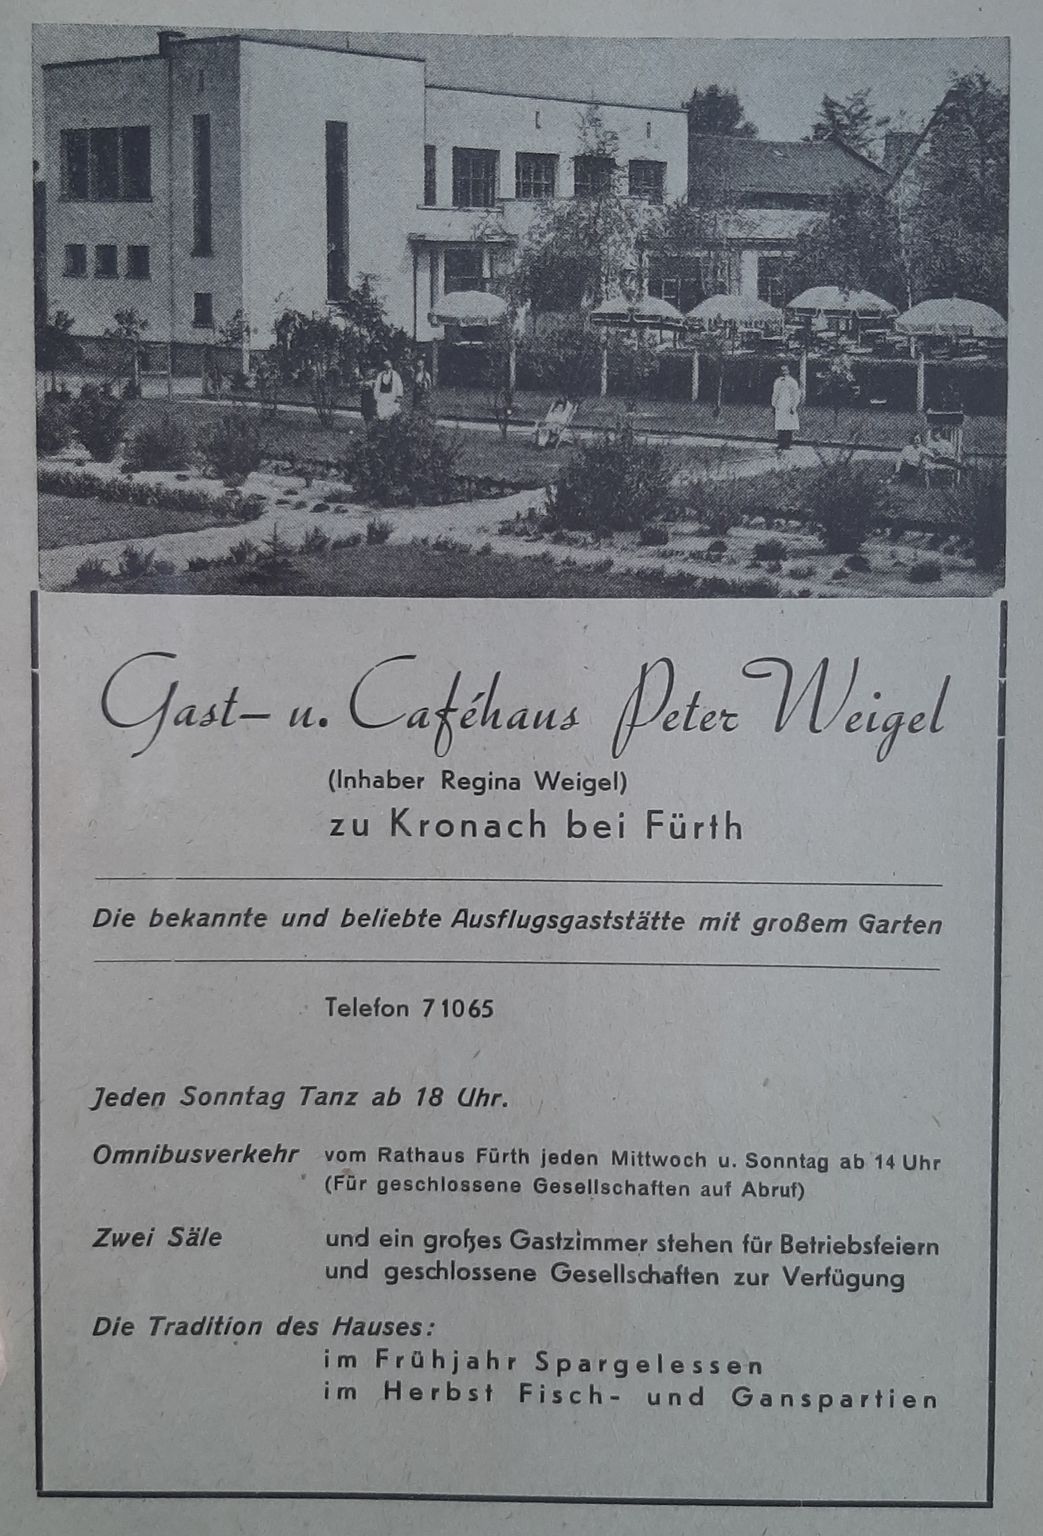 Gast- u. Caféhaus Peter Weigel
(Inhaber Regina Weigel)
zu Kronach bei Fürth
Die bekannte und beliebte Ausflugsgaststätte mit großem Garten
Telefon 71065
Jeden Sonntag Tanz ab 18 Uhr.
Omnibusverkehr vom Rathaus Fürth jeden Mittwoch u. Sonntag ab 14 Uhr
(Für geschlossene Gesellschaften auf Abruf)
Zwei Säle und ein großes Gastzimmer stehen für Betriebsfeiern
und geschlossene Gesellschaften zur Verfügung
Die Tradition des Hauses:
im Frühjahr Spargelessen
im Herbst Fisch- und Ganspartien